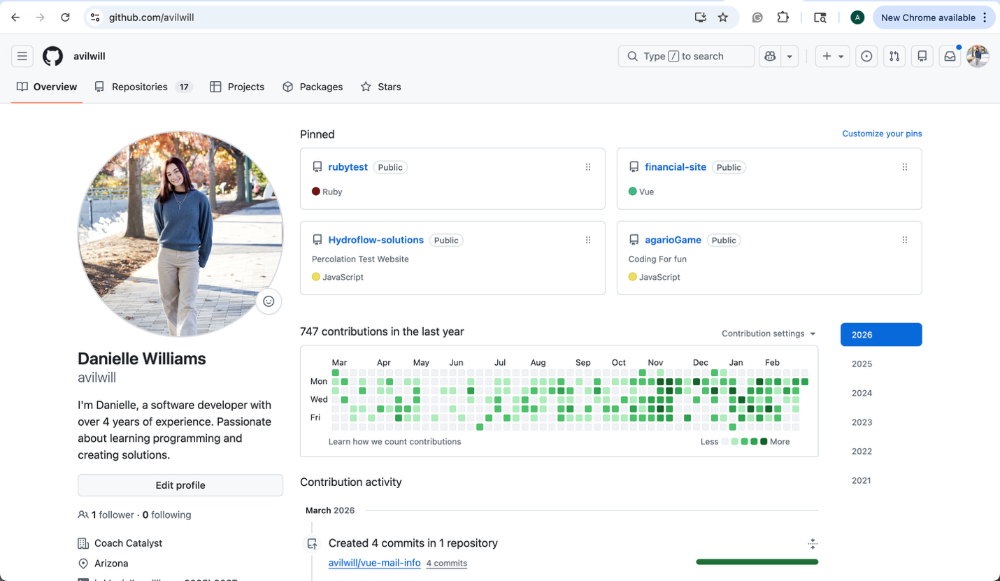 github.com/avilwill
A
New Chrome available
avilwill
Type / to search
Overview
Repositories 17
Projects
Packages
Stars
Pinned
Customize your pins
rubytest Public
Ruby
financial-site Public
Vue
Hydroflow-solutions Public
Percolation Test Website
JavaScript
agarioGame Public
Coding For fun
JavaScript
Danielle Williams
avilwill
I'm Danielle, a software developer with
over 4 years of experience. Passionate
about learning programming and
creating solutions.
Edit profile
1 follower · 0 following
Coach Catalyst
Arizona
747 contributions in the last year
Contribution settings
2026
2025
2024
2023
2022
2021
Mar Apr May Jun Jul Aug Sep Oct Nov Dec Jan Feb
Mon
Wed
Fri
Learn how we count contributions
Less More
Contribution activity
March 2026
Created 4 commits in 1 repository
avilwill/vue-mail-info 4 commits